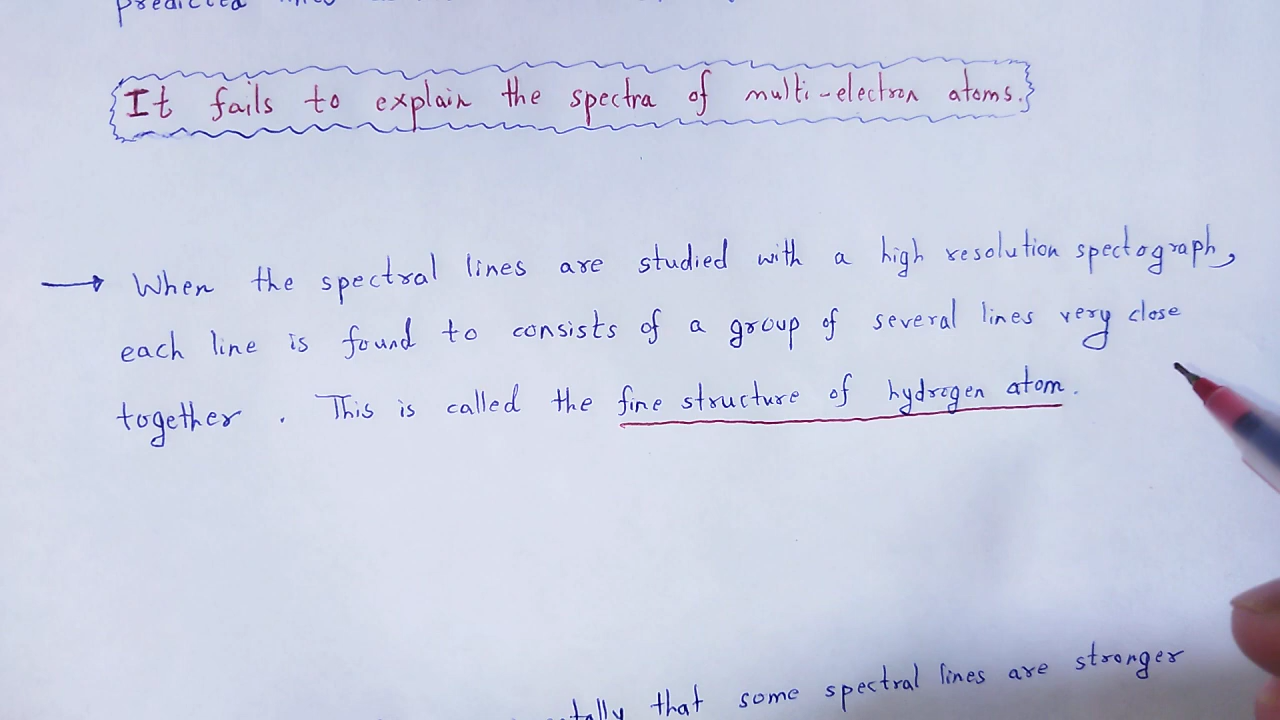 predicted lines
It fails to explain the spectra of multi-electron atoms.
→ When the spectral lines are studied with a high resolution spectograph,
each line is found to consists of a group of several lines very close
together . This is called the fine structure of hydrogen atom.
that some spectral lines are stronger